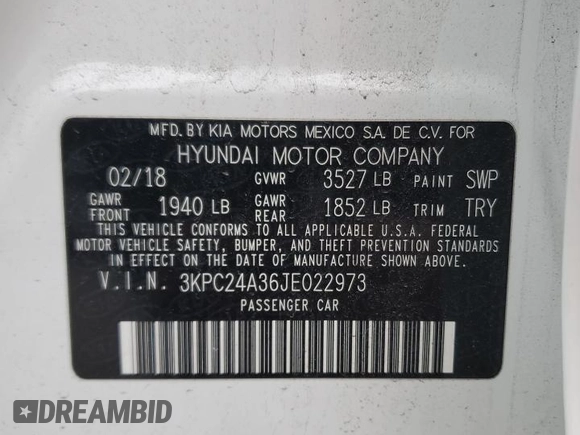 MFD. BY KIA MOTORS MEXICO S.A. DE C.V. FOR
HYUNDAI MOTOR COMPANY
02/18 GVWR 3527 LB PAINT SWP
GAWR FRONT 1940 LB GAWR REAR 1852 LB TRIM TRY
THIS VEHICLE CONFORMS TO ALL APPLICABLE U.S.A. FEDERAL
MOTOR VEHICLE SAFETY, BUMPER, AND THEFT PREVENTION STANDARDS
IN EFFECT ON THE DATE OF MANUFACTURE SHOWN ABOVE.
V.I.N. 3KPC24A36JE022973
PASSENGER CAR
DREAMBID